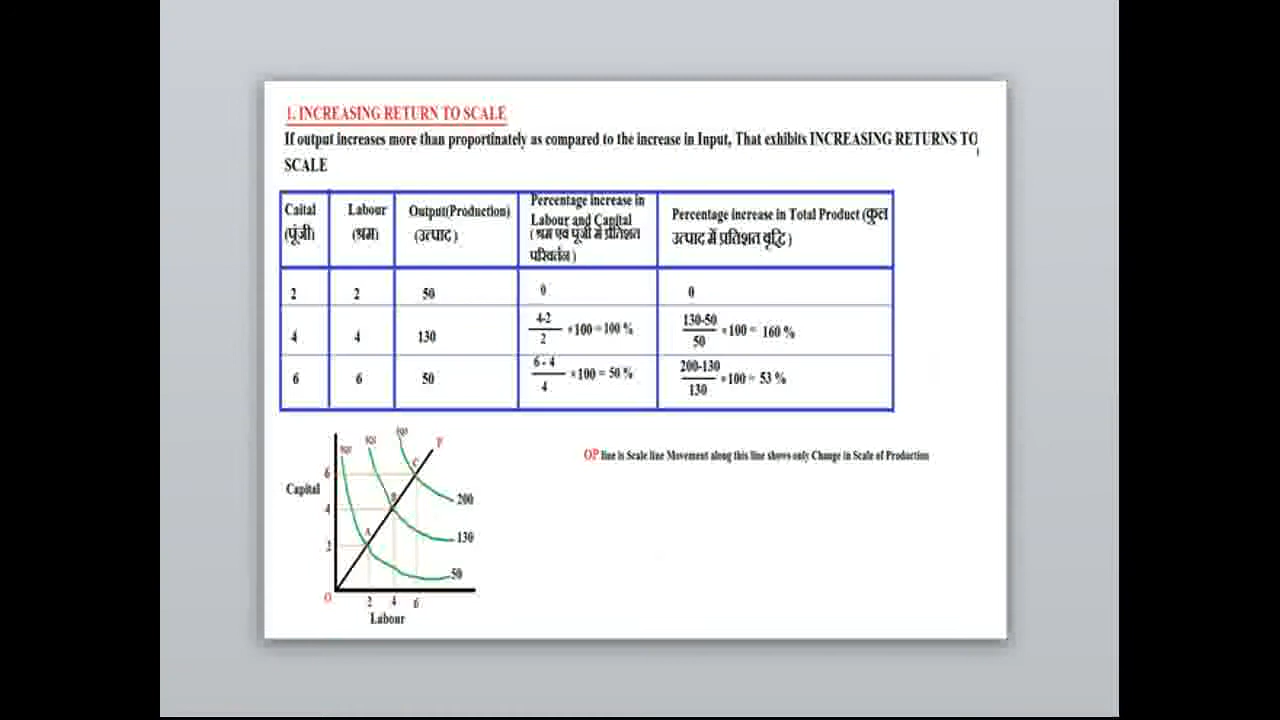 1. INCREASING RETURN TO SCALE
If output increases more than proportinately as compared to the increase in Input, That exhibits INCREASING RETURNS TO
SCALE
Caital
(पूंजी)
Labour
(श्रम)
Output(Production)
(उत्पाद )
Percentage increase in
Labour and Capital
( श्रम एवं पूंजी में प्रतिशत
परिवर्तन )
Percentage increase in Total Product (कुल
उत्पाद में प्रतिशत वृद्धि )
2 2 50 0 0
4 4 130 4-2 / 2 *100 = 100 % 130-50 / 50 *100 = 160 %
6 6 50 6 - 4 / 4 *100 = 50 % 200-130 / 130 *100 = 53 %
P
C
6
Capital
200
B
4
A
130
2
50
O
2 4 6
Labour
OP line is Scale line Movement along this line shows only Change in Scale of Production